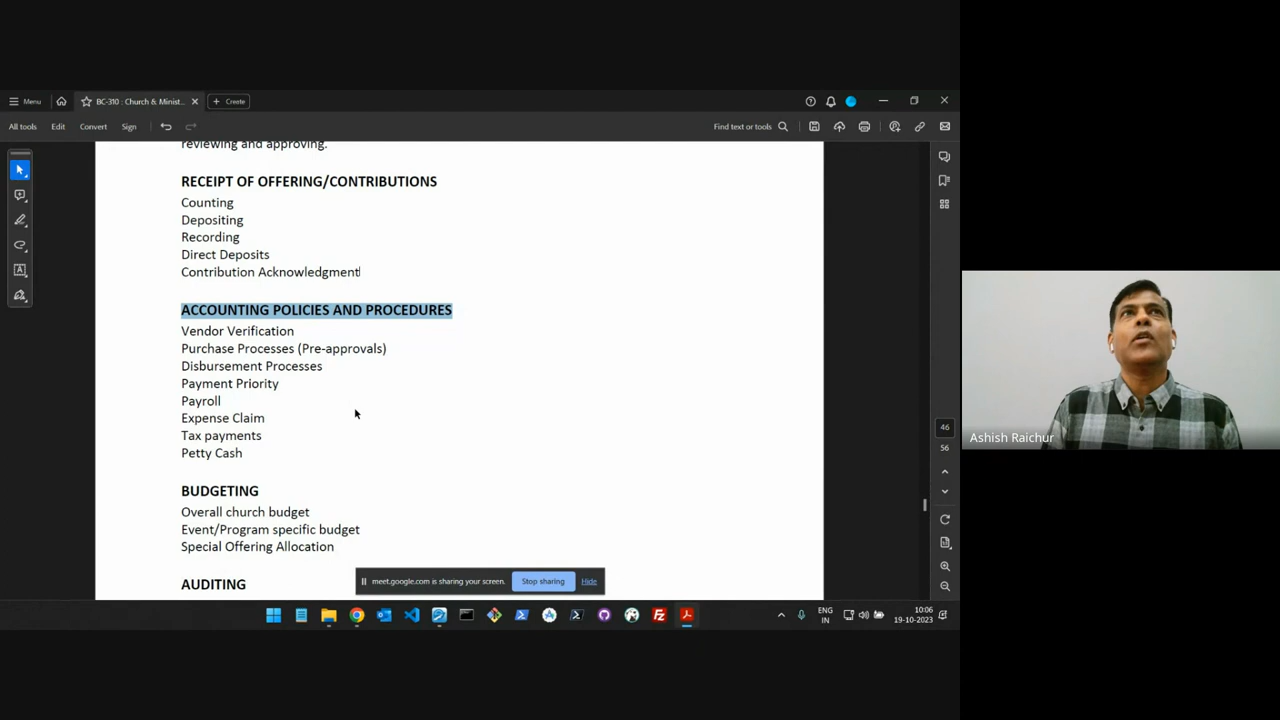 Menu
BC-310 : Church & Minist...
Create
All tools
Edit
Convert
Sign
Find text or tools
reviewing and approving.
RECEIPT OF OFFERING/CONTRIBUTIONS
Counting
Depositing
Recording
Direct Deposits
Contribution Acknowledgment
ACCOUNTING POLICIES AND PROCEDURES
Vendor Verification
Purchase Processes (Pre-approvals)
Disbursement Processes
Payment Priority
Payroll
Expense Claim
Tax payments
Petty Cash
BUDGETING
Overall church budget
Event/Program specific budget
Special Offering Allocation
AUDITING
46
56
meet.google.com is sharing your screen.
Stop sharing
Hide
ENG
IN
10:06
19-10-2023
Ashish Raichur